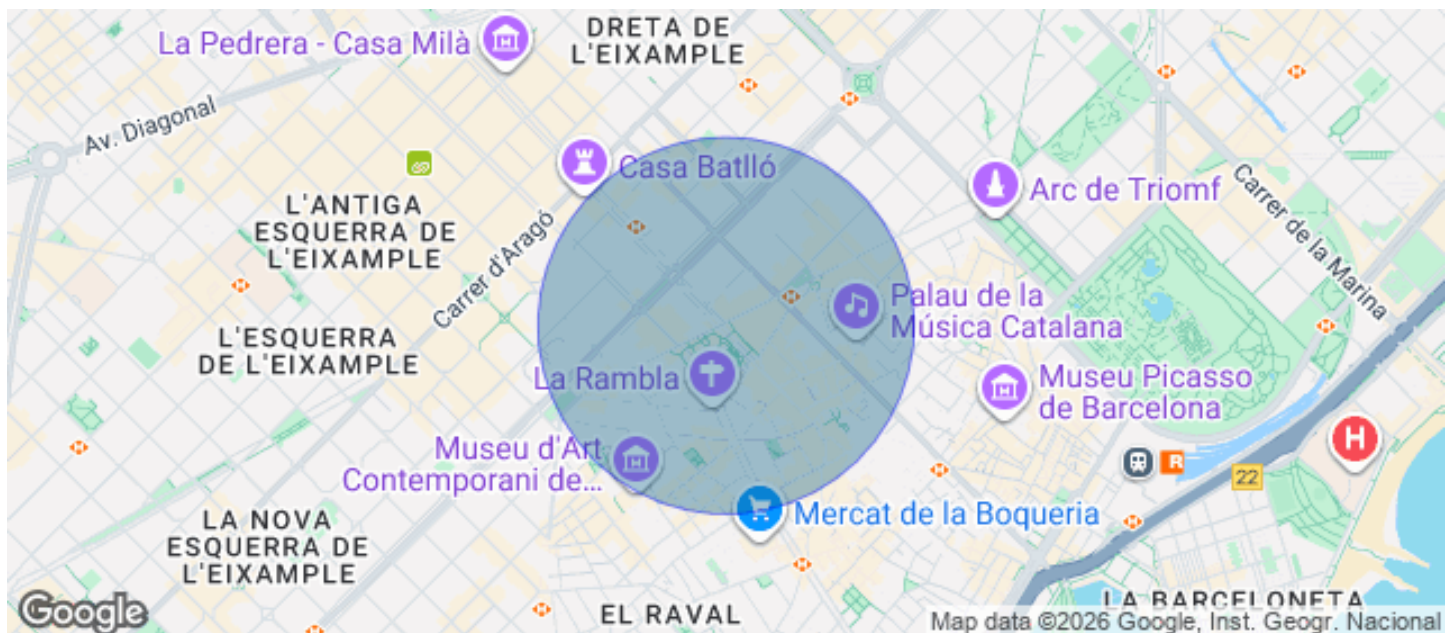 La Pedrera - Casa Milà
DRETA DE
L'EIXAMPLE
Av. Diagonal
Casa Batlló
Arc de Triomf
Carrer de la Marina
L'ANTIGA
ESQUERRA DE
L'EIXAMPLE
Carrer d'Aragó
Palau de la
Música Catalana
L'ESQUERRA
DE L'EIXAMPLE
La Rambla
Museu Picasso
de Barcelona
H
Museu d'Art
Contemporani de...
R
22
Mercat de la Boqueria
LA NOVA
ESQUERRA DE
L'EIXAMPLE
EL RAVAL
LA BARCELONETA
Google
Map data ©2026 Google, Inst. Geogr. Nacional